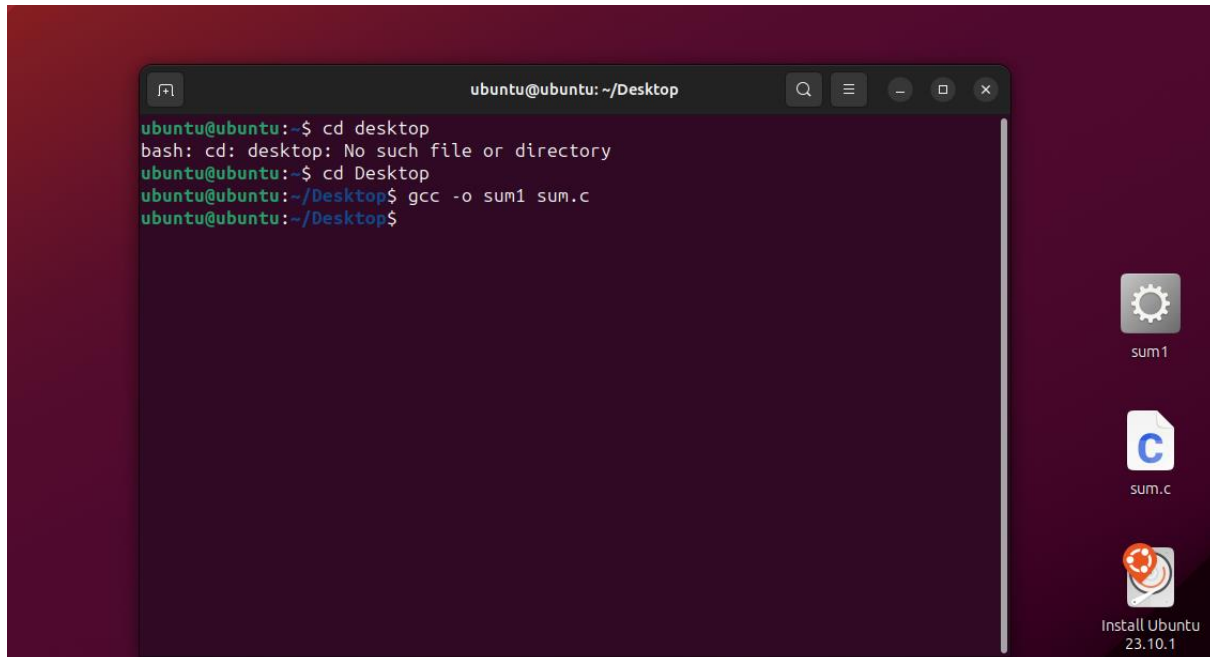 ubuntu@ubuntu: ~/Desktop
ubuntu@ubuntu:~$ cd desktop
bash: cd: desktop: No such file or directory
ubuntu@ubuntu:~$ cd Desktop
ubuntu@ubuntu:~/Desktop$ gcc -o sum1 sum.c
ubuntu@ubuntu:~/Desktop$
sum1
C
sum.c
Install Ubuntu
23.10.1